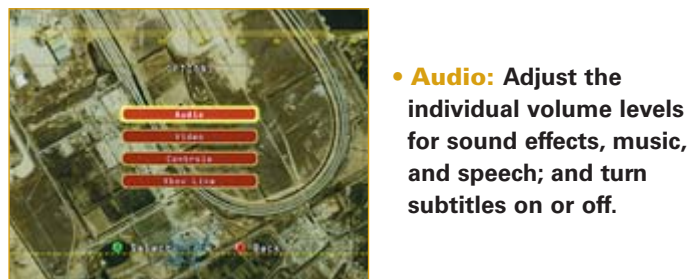 OPTIONS
Audio
Video
Controls
Xbox Live
Select
Back
• Audio: Adjust the
individual volume levels
for sound effects, music,
and speech; and turn
subtitles on or off.